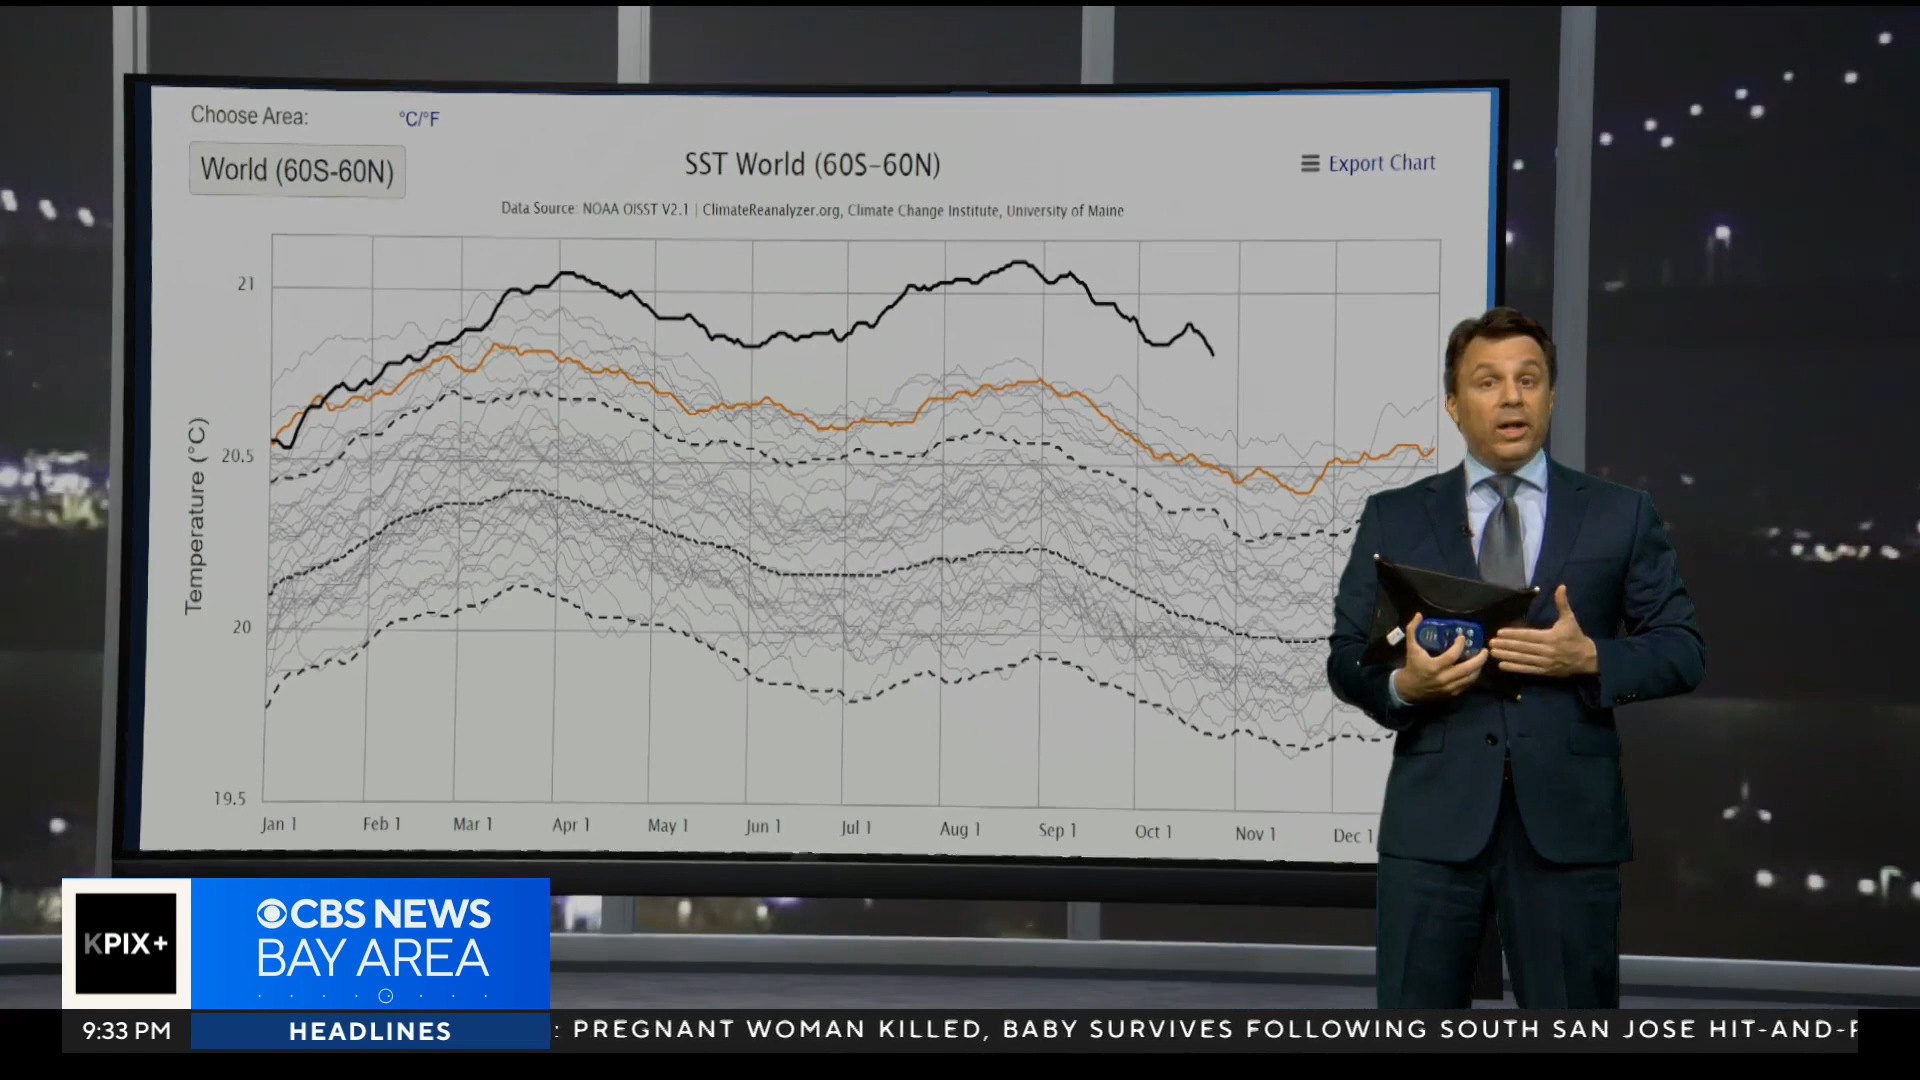 Choose Area:
°C/°F
World (60S-60N)
SST World (60S-60N)
Export Chart
Data Source: NOAA OISST V2.1 | ClimateReanalyzer.org, Climate Change Institute, University of Maine
Temperature (°C)
21
20.5
20
19.5
Jan 1
Feb 1
Mar 1
Apr 1
May 1
Jun 1
Jul 1
Aug 1
Sep 1
Oct 1
Nov 1
Dec 1
KPIX+
CBS NEWS
BAY AREA
9:33 PM
HEADLINES
: PREGNANT WOMAN KILLED, BABY SURVIVES FOLLOWING SOUTH SAN JOSE HIT-AND-